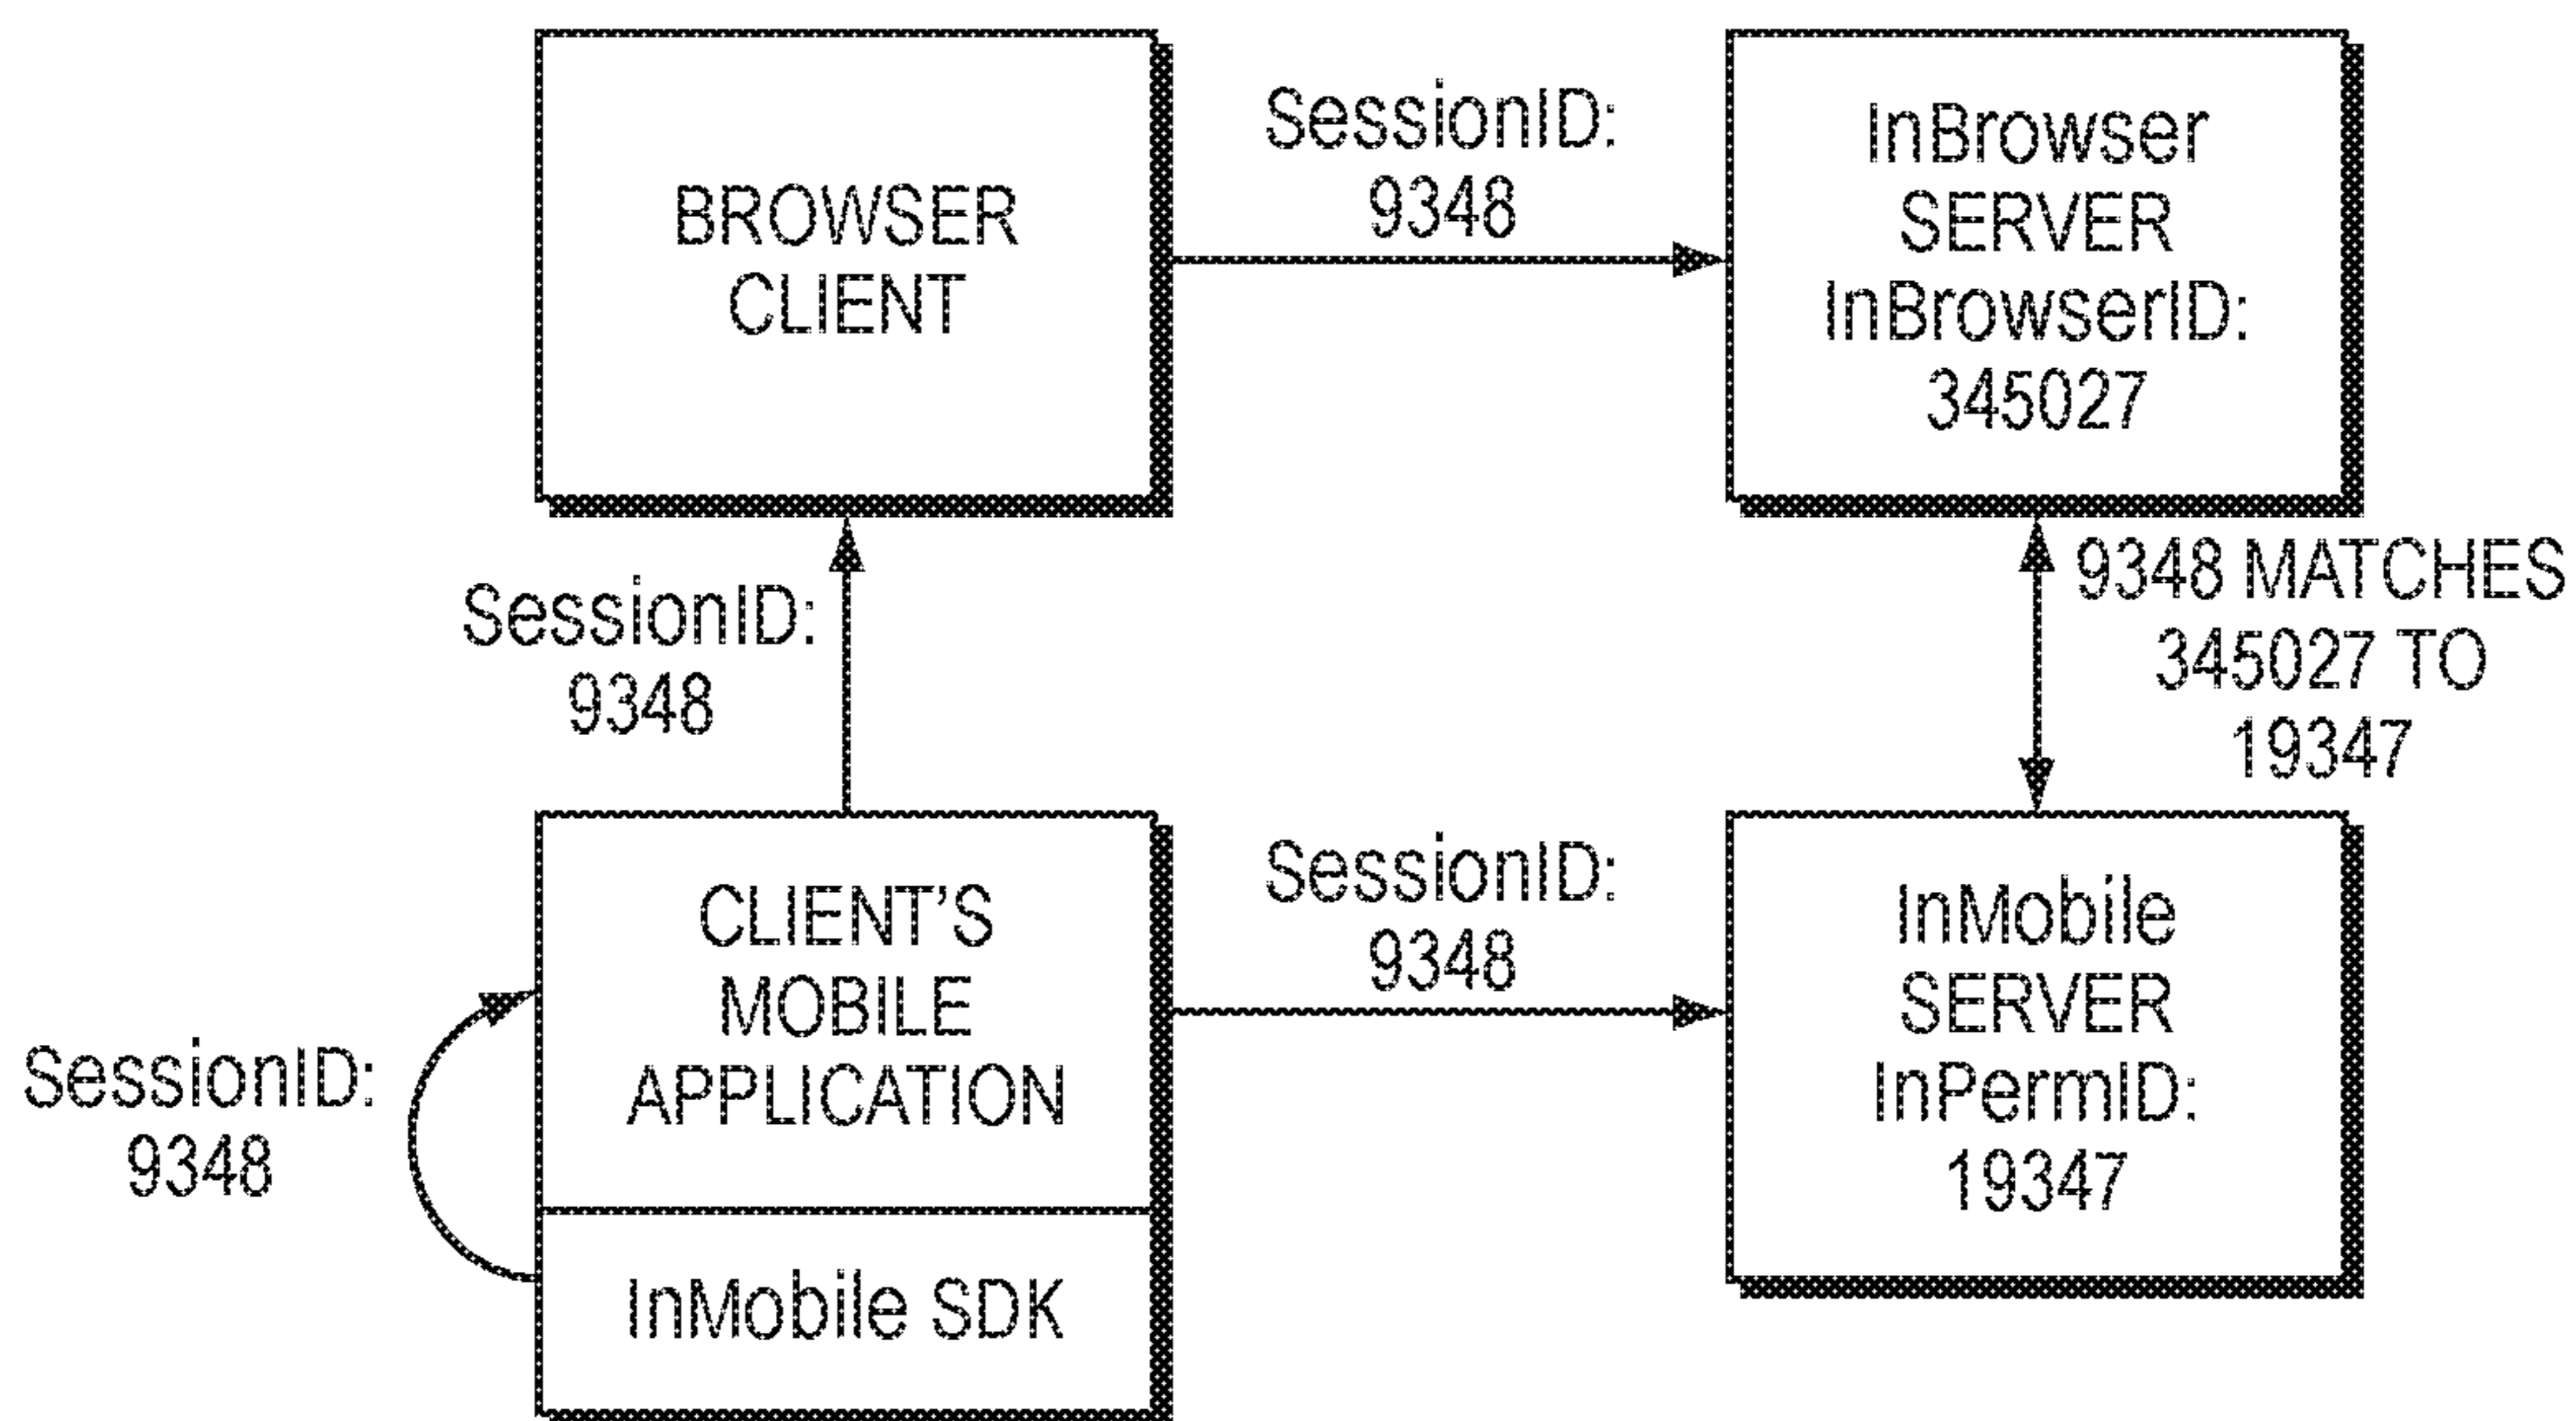 BROWSER
CLIENT
SessionID:
9348
InBrowser
SERVER
InBrowserID:
345027
SessionID:
9348
9348 MATCHES
345027 TO
19347
SessionID:
9348
CLIENT'S
MOBILE
APPLICATION
InMobile SDK
SessionID:
9348
InMobile
SERVER
InPermID:
19347